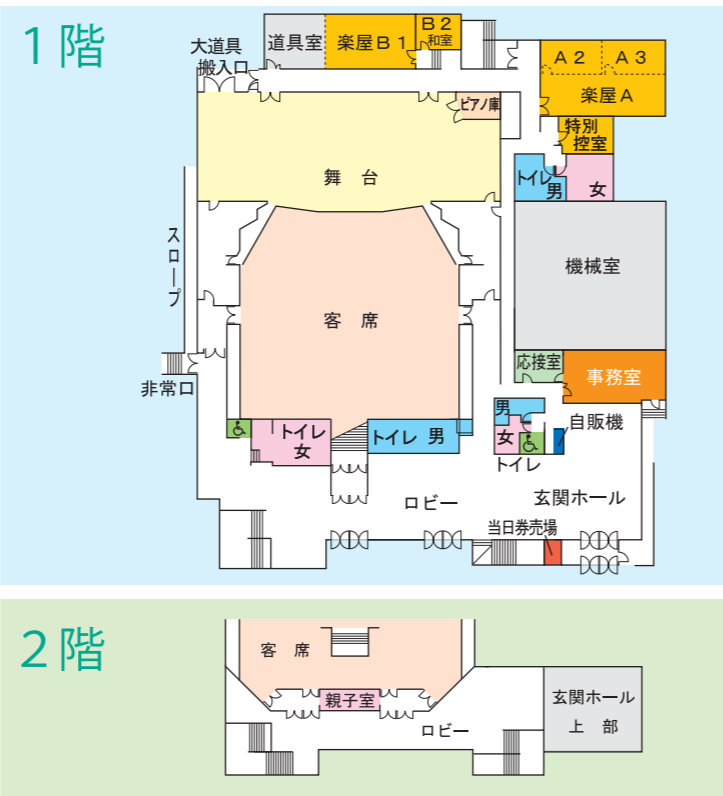 1階
大道具
搬入口
道具室
楽屋B1
B2
和室
A2
A3
楽屋A
ピアノ庫
特別
控室
舞台
トイレ
男
女
スロープ
機械室
客席
応接室
事務室
非常口
男
自販機
トイレ
女
トイレ 男
女
トイレ
ロビー
玄関ホール
当日券売場
2階
客席
親子室
玄関ホール
上部
ロビー